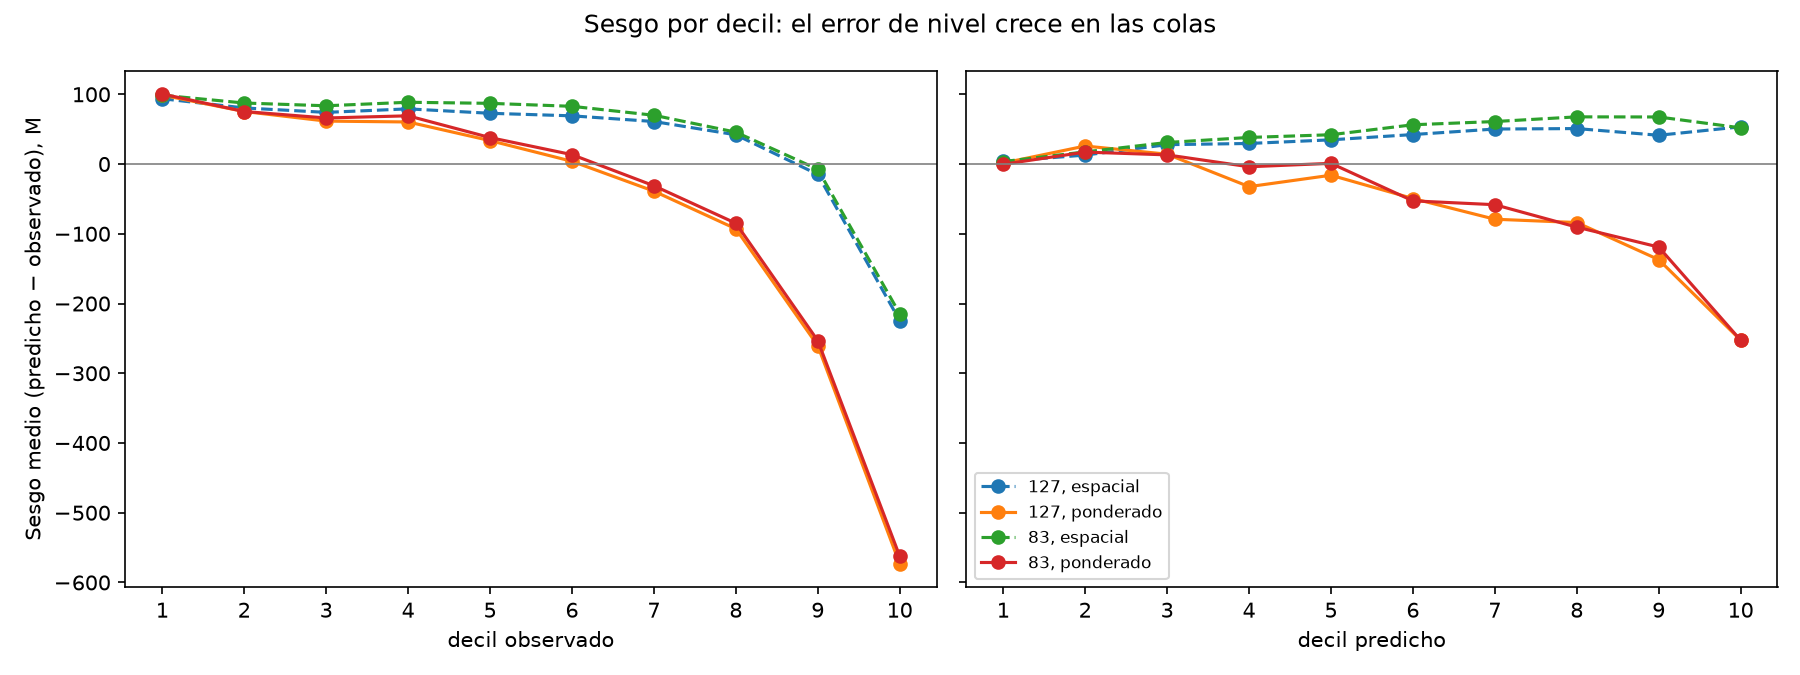 Sesgo por decil: el error de nivel crece en las colas
Sesgo medio (predicho − observado), M
100
0
−100
−200
−300
−400
−500
−600
1 2 3 4 5 6 7 8 9 10
decil observado
127, espacial
127, ponderado
83, espacial
83, ponderado
1 2 3 4 5 6 7 8 9 10
decil predicho